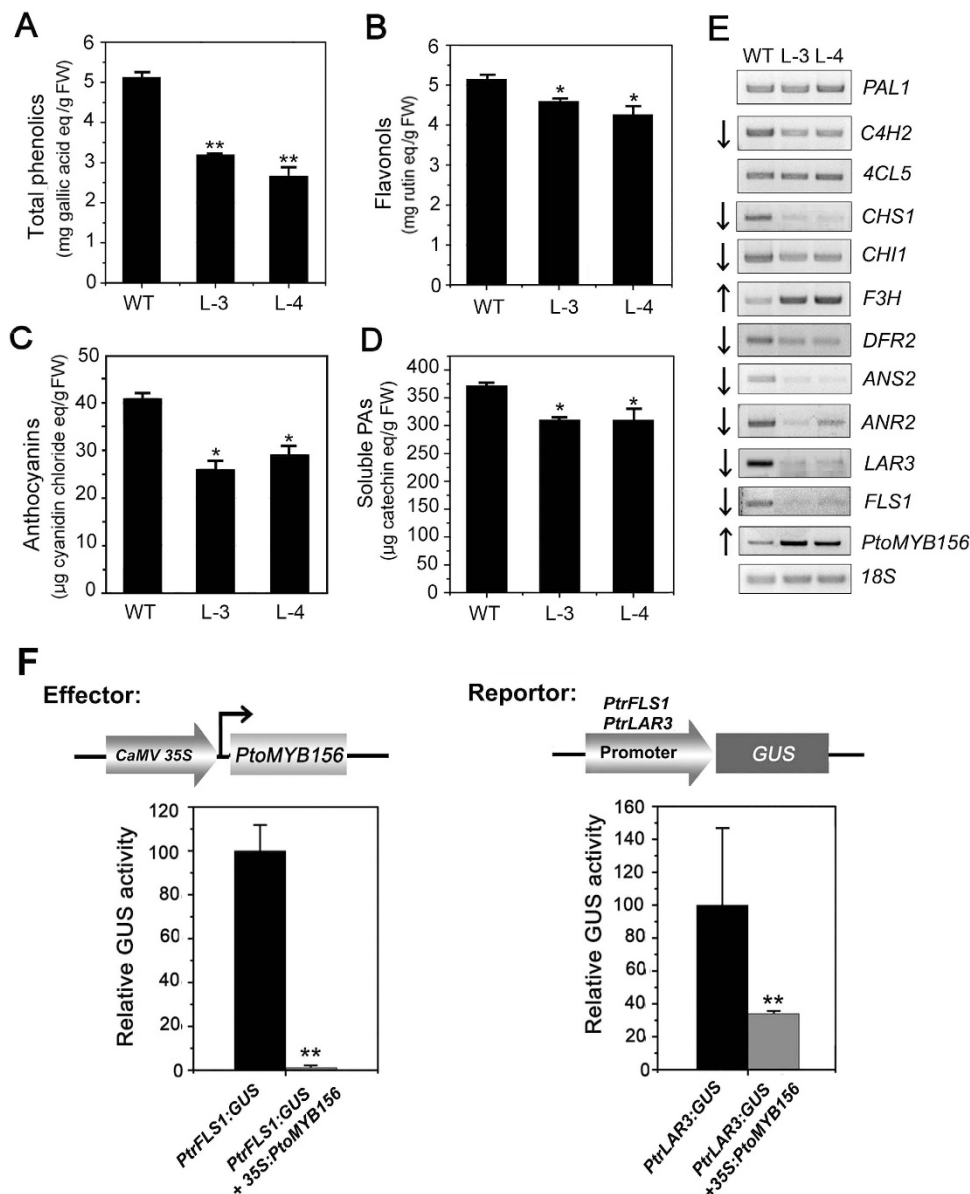 A
Total phenolics
(mg gallic acid eq/g FW)
6
5
4
3
2
1
0
**
**
WT
L-3
L-4
B
Flavonols
(mg rutin eq/g FW)
6
5
4
3
2
1
0
*
*
WT
L-3
L-4
C
Anthocyanins
(µg cyanidin chloride eq/gFW)
50
40
30
20
10
0
*
*
WT
L-3
L-4
D
Soluble PAs
(µg catechin eq/g FW)
400
350
300
250
200
150
100
50
0
*
*
WT
L-3
L-4
E
WT L-3 L-4
PAL1
↓ C4H2
4CL5
↓ CHS1
↓ CHI1
↑ F3H
↓ DFR2
↓ ANS2
↓ ANR2
↓ LAR3
↓ FLS1
↑ PtoMYB156
18S
F
Effector:
CaMV 35S
PtoMYB156
Relative GUS activity
120
100
80
60
40
20
0
**
PtrFLS1:GUS
PtrFLS1:GUS
+ 35S:PtoMYB156
Reportor:
PtrFLS1
PtrLAR3
Promoter
GUS
Relative GUS activity
160
140
120
100
80
60
40
20
0
**
PtrLAR3:GUS
PtrLAR3:GUS
+35S:PtoMYB156